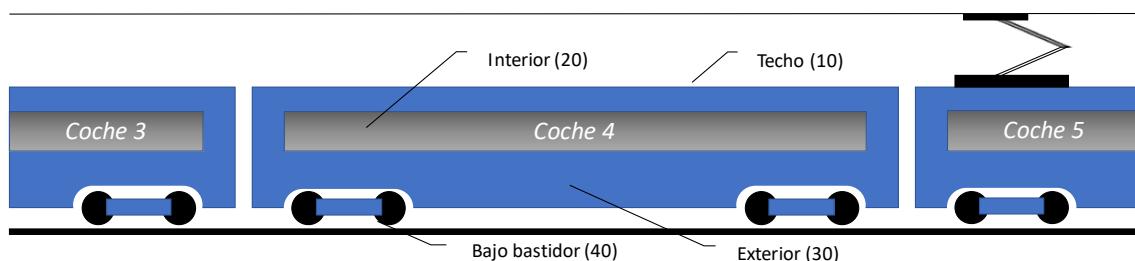 Interior (20)
Techo (10)
Coche 3
Coche 4
Coche 5
Bajo bastidor (40)
Exterior (30)